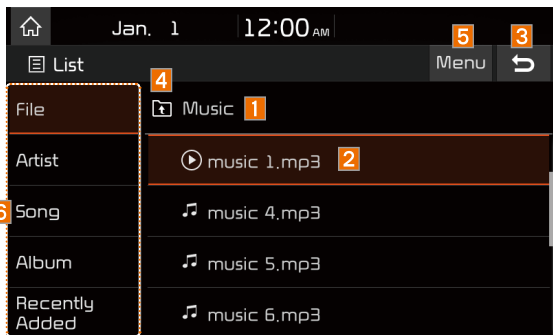 Jan. 1 12:00 AM
5 3
List Menu
4
File Music 1
Artist music 1.mp3 2
6 Song music 4.mp3
Album music 5.mp3
Recently
Added music 6.mp3